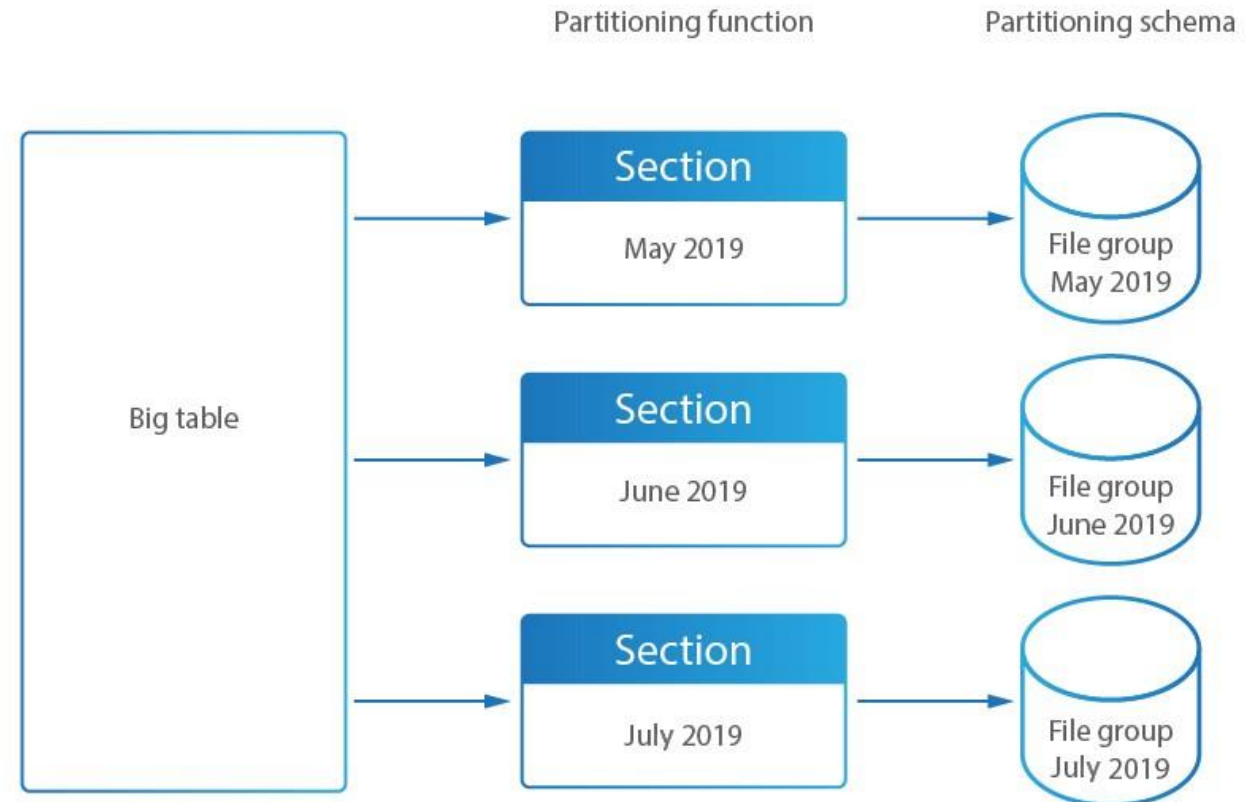 Partitioning function
Partitioning schema
Big table
Section
May 2019
File group
May 2019
Section
June 2019
File group
June 2019
Section
July 2019
File group
July 2019